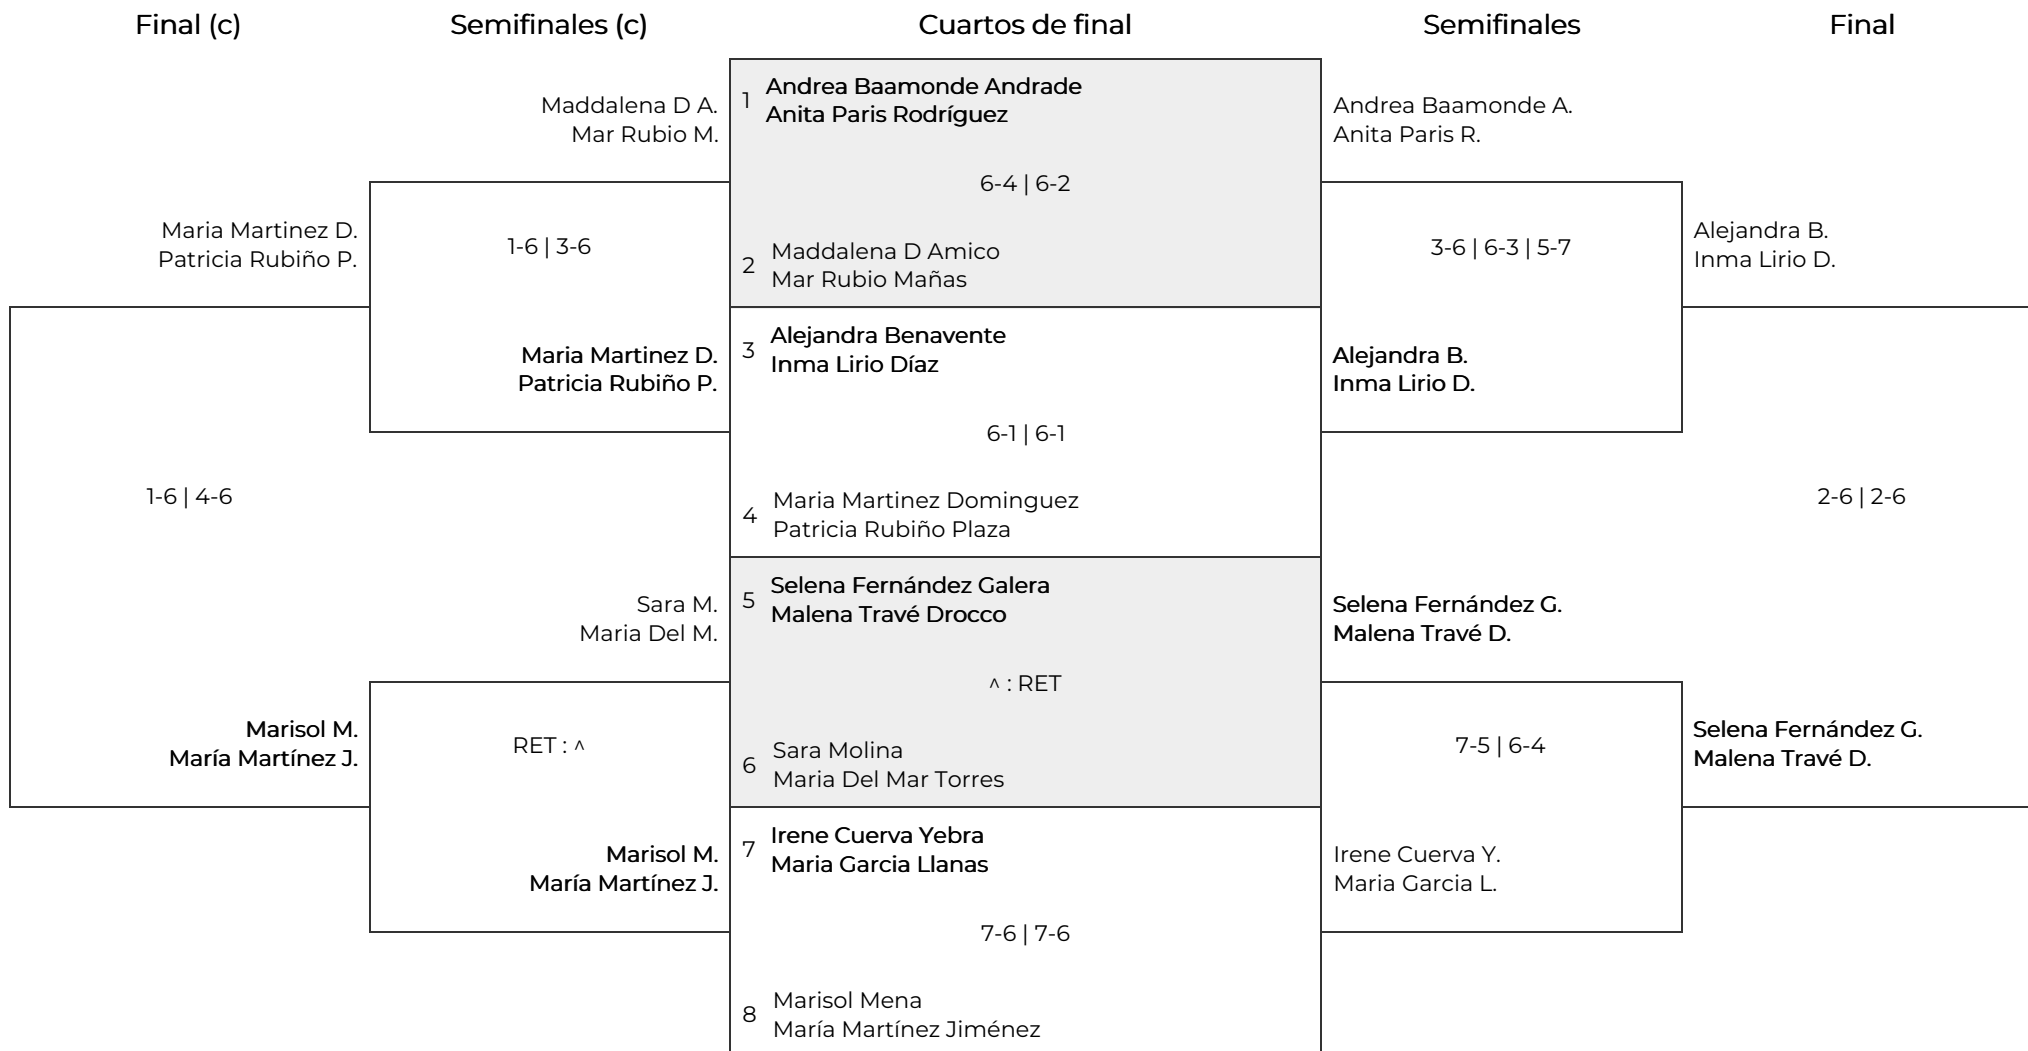 Final (c)
Semifinales (c)
Cuartos de final
Semifinales
Final
Maria Martinez D.
Patricia Rubiño P.
1-6 | 4-6
Marisol M.
María Martínez J.
Maddalena D A.
Mar Rubio M.
1-6 | 3-6
Maria Martinez D.
Patricia Rubiño P.
Sara M.
Maria Del M.
RET : ^
Marisol M.
María Martínez J.
1
Andrea Baamonde Andrade
Anita Paris Rodríguez
6-4 | 6-2
2
Maddalena D Amico
Mar Rubio Mañas
3
Alejandra Benavente
Inma Lirio Díaz
6-1 | 6-1
4
Maria Martinez Dominguez
Patricia Rubiño Plaza
5
Selena Fernández Galera
Malena Travé Drocco
^ : RET
6
Sara Molina
Maria Del Mar Torres
7
Irene Cuerva Yebra
Maria Garcia Llanas
7-6 | 7-6
8
Marisol Mena
María Martínez Jiménez
Andrea Baamonde A.
Anita Paris R.
3-6 | 6-3 | 5-7
Alejandra B.
Inma Lirio D.
Selena Fernández G.
Malena Travé D.
7-5 | 6-4
Irene Cuerva Y.
Maria Garcia L.
Alejandra B.
Inma Lirio D.
2-6 | 2-6
Selena Fernández G.
Malena Travé D.